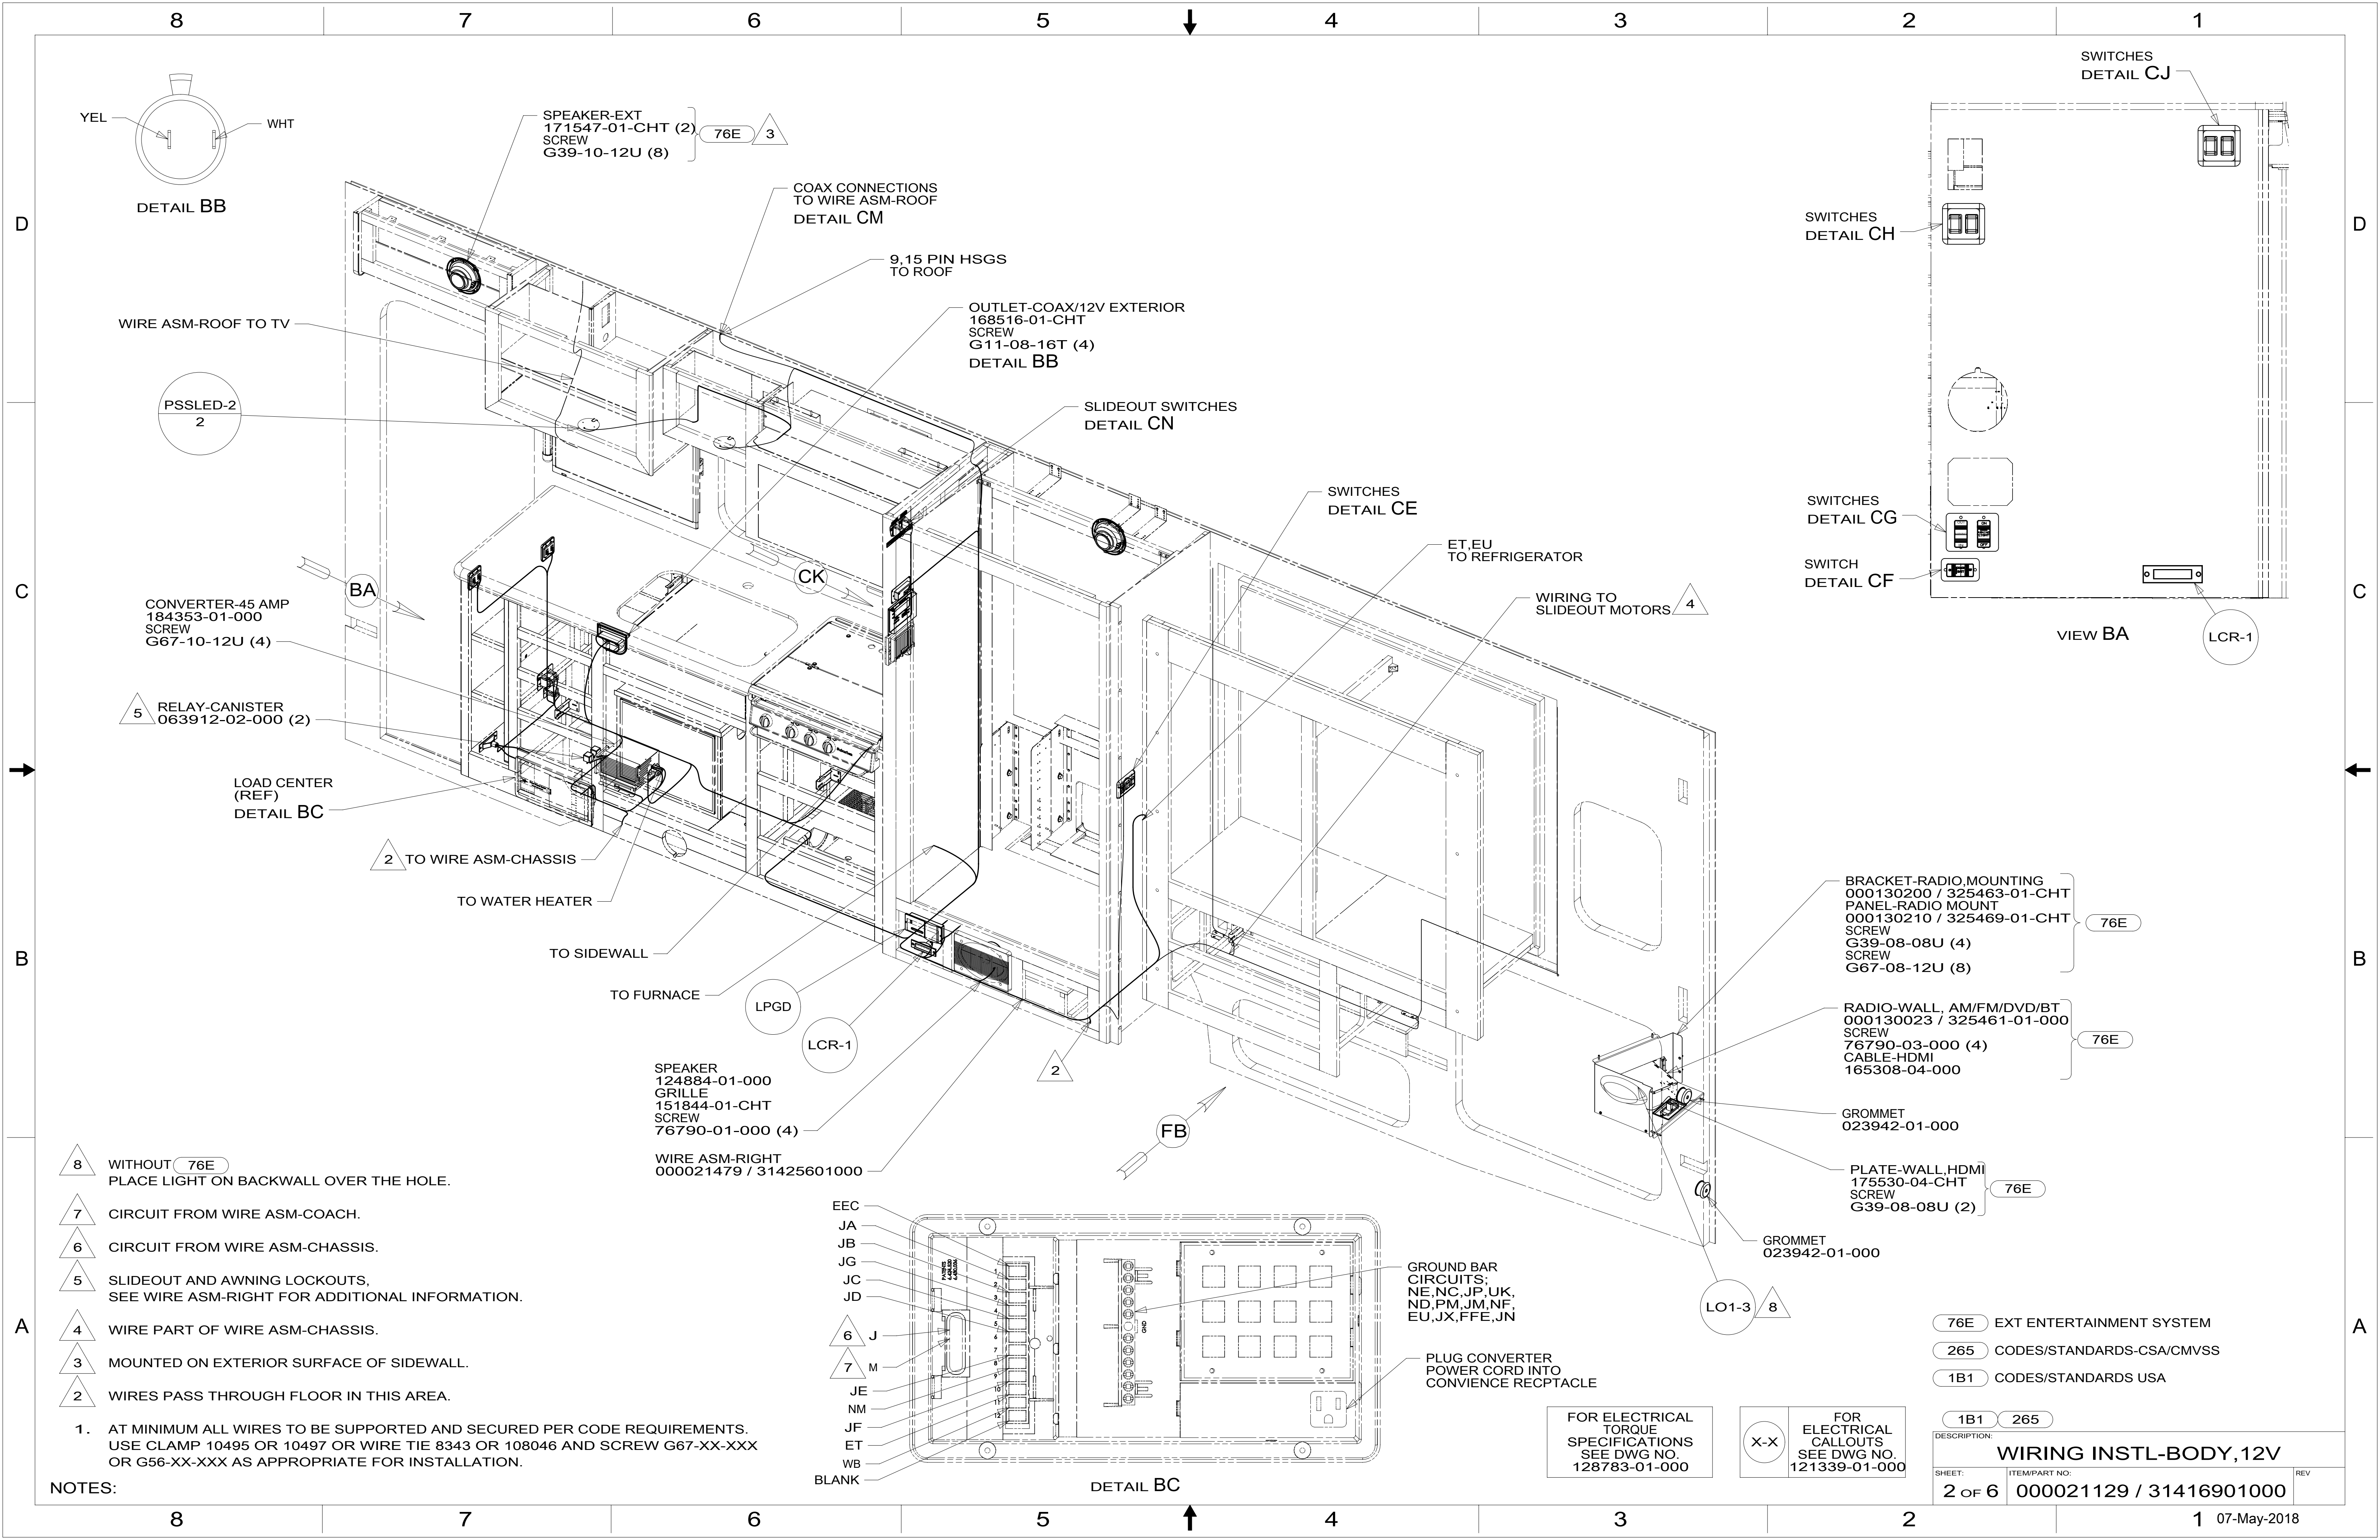 8 7 6 5 4 3 2 1
D
C
B
A
D
C
B
A
YEL
WHT
DETAIL BB
SPEAKER-EXT
171547-01-CHT (2)
SCREW
G39-10-12U (8)
76E
3
COAX CONNECTIONS
TO WIRE ASM-ROOF
DETAIL CM
9,15 PIN HSGS
TO ROOF
OUTLET-COAX/12V EXTERIOR
168516-01-CHT
SCREW
G11-08-16T (4)
DETAIL BB
WIRE ASM-ROOF TO TV
PSSLED-2
2
SLIDEOUT SWITCHES
DETAIL CN
SWITCHES
DETAIL CE
ET,EU
TO REFRIGERATOR
WIRING TO
SLIDEOUT MOTORS
4
SWITCHES
DETAIL CJ
SWITCHES
DETAIL CH
SWITCHES
DETAIL CG
SWITCH
DETAIL CF
VIEW BA
LCR-1
BA
CK
CONVERTER-45 AMP
184353-01-000
SCREW
G67-10-12U (4)
5
RELAY-CANISTER
063912-02-000 (2)
LOAD CENTER
(REF)
DETAIL BC
2
TO WIRE ASM-CHASSIS
TO WATER HEATER
TO SIDEWALL
TO FURNACE
LPGD
LCR-1
2
SPEAKER
124884-01-000
GRILLE
151844-01-CHT
SCREW
76790-01-000 (4)
WIRE ASM-RIGHT
000021479 / 31425601000
FB
BRACKET-RADIO,MOUNTING
000130200 / 325463-01-CHT
PANEL-RADIO MOUNT
000130210 / 325469-01-CHT
SCREW
G39-08-08U (4)
SCREW
G67-08-12U (8)
76E
RADIO-WALL, AM/FM/DVD/BT
000130023 / 325461-01-000
SCREW
76790-03-000 (4)
CABLE-HDMI
165308-04-000
76E
GROMMET
023942-01-000
PLATE-WALL,HDMI
175530-04-CHT
SCREW
G39-08-08U (2)
76E
GROMMET
023942-01-000
LO1-3
8
8 WITHOUT 76E
PLACE LIGHT ON BACKWALL OVER THE HOLE.
7 CIRCUIT FROM WIRE ASM-COACH.
6 CIRCUIT FROM WIRE ASM-CHASSIS.
5 SLIDEOUT AND AWNING LOCKOUTS,
SEE WIRE ASM-RIGHT FOR ADDITIONAL INFORMATION.
4 WIRE PART OF WIRE ASM-CHASSIS.
3 MOUNTED ON EXTERIOR SURFACE OF SIDEWALL.
2 WIRES PASS THROUGH FLOOR IN THIS AREA.
1. AT MINIMUM ALL WIRES TO BE SUPPORTED AND SECURED PER CODE REQUIREMENTS.
USE CLAMP 10495 OR 10497 OR WIRE TIE 8343 OR 108046 AND SCREW G67-XX-XXX
OR G56-XX-XXX AS APPROPRIATE FOR INSTALLATION.
NOTES:
EEC
JA
JB
JG
JC
JD
6 J
7 M
JE
NM
JF
ET
WB
BLANK
1
2
3
4
5
6
7
8
9
10
11
12
GND
GROUND BAR
CIRCUITS;
NE,NC,JP,UK,
ND,PM,JM,NF,
EU,JX,FFE,JN
PLUG CONVERTER
POWER CORD INTO
CONVIENCE RECPTACLE
DETAIL BC
FOR ELECTRICAL
TORQUE
SPECIFICATIONS
SEE DWG NO.
128783-01-000
X-X
FOR
ELECTRICAL
CALLOUTS
SEE DWG NO.
121339-01-000
76E EXT ENTERTAINMENT SYSTEM
265 CODES/STANDARDS-CSA/CMVSS
1B1 CODES/STANDARDS USA
1B1 265
DESCRIPTION:
WIRING INSTL-BODY,12V
SHEET:
2 OF 6
ITEM/PART NO:
000021129 / 31416901000
REV
8 7 6 5 4 3 2 1
07-May-2018